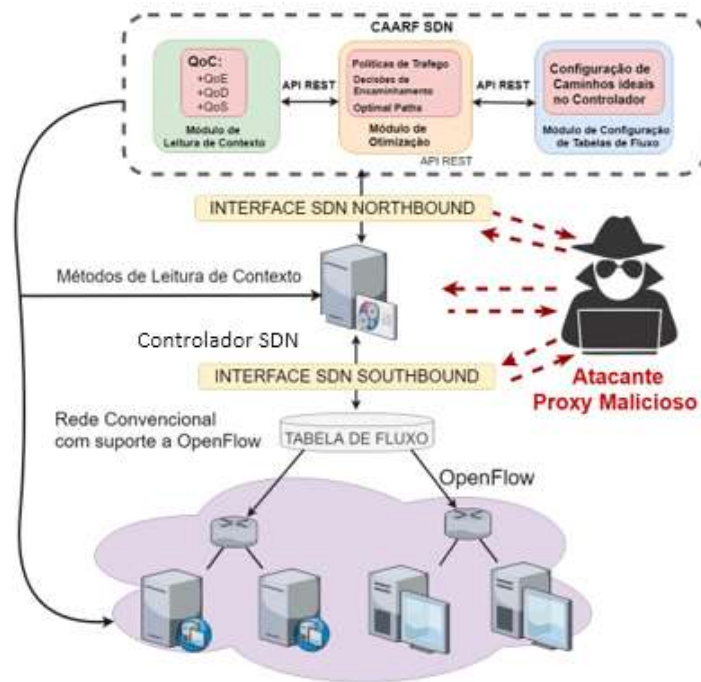 CAARF SDN
QoC:
+QoE
+QoD
+QoS
Módulo de
Leitura de Contexto
API REST
Políticas de Trafego
Decisões de
Encaminhamento
Optimal Paths
Módulo de
Otimização
API REST
Configuração de
Caminhos ideais
no Controlador
Módulo de Configuração
de Tabelas de Fluxo
API REST
INTERFACE SDN NORTHBOUND
Métodos de Leitura de Contexto
Controlador SDN
INTERFACE SDN SOUTHBOUND
Atacante
Proxy Malicioso
Rede Convencional
com suporte a OpenFlow
TABELA DE FLUXO
OpenFlow